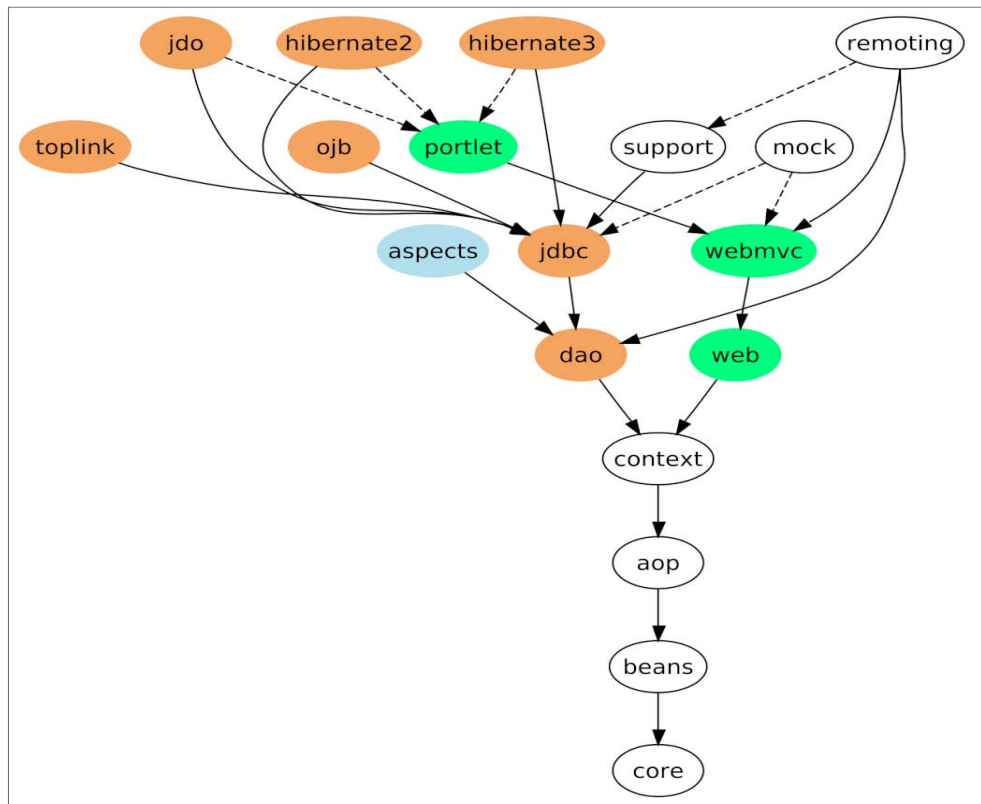 jdo hibernate2 hibernate3 remoting
toplink ojb portlet support mock
aspects jdbc webmvc
dao web
context
aop
beans
core